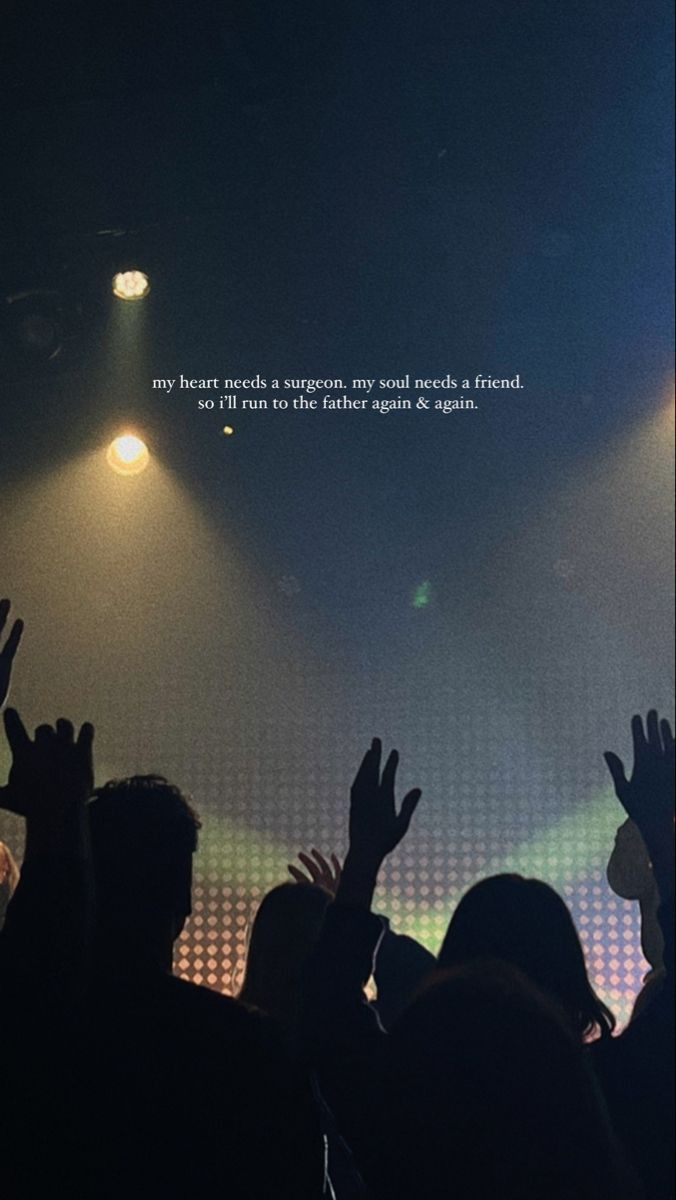 my heart needs a surgeon. my soul needs a friend.
so i’ll run to the father again & again.